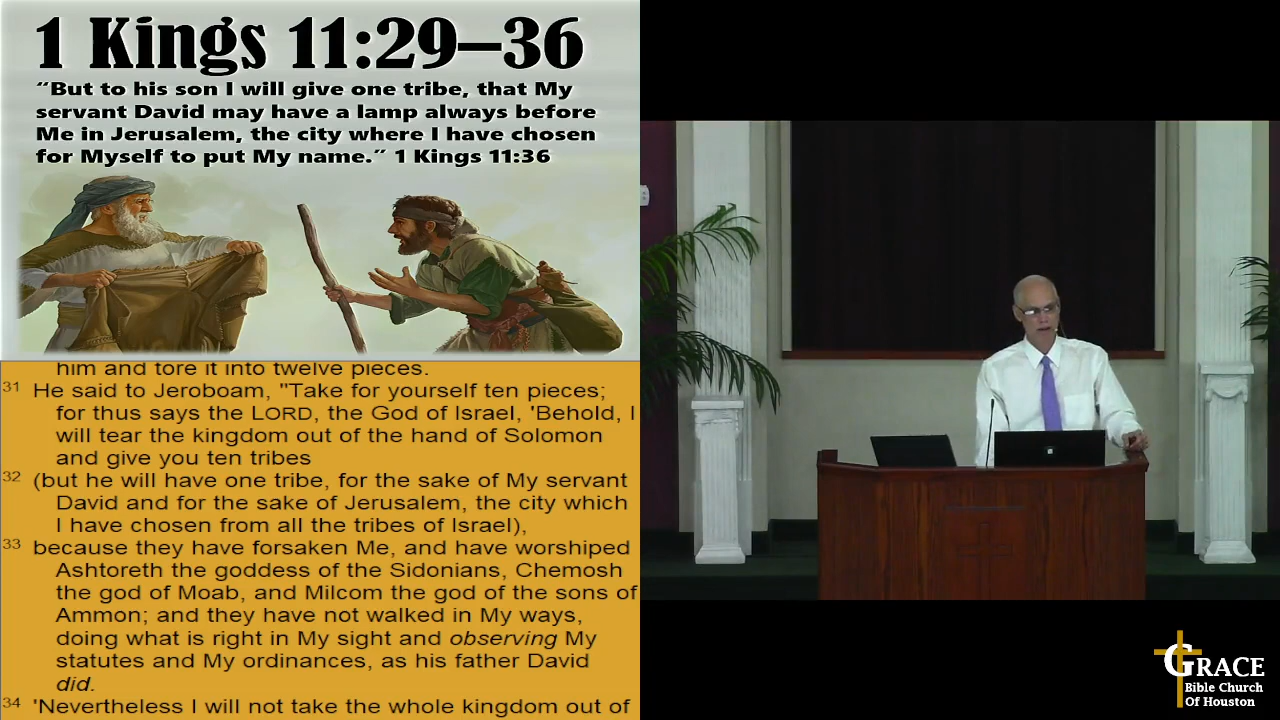 1 Kings 11:29–36
“But to his son I will give one tribe, that My
servant David may have a lamp always before
Me in Jerusalem, the city where I have chosen
for Myself to put My name.” 1 Kings 11:36
him and tore it into twelve pieces.
31 He said to Jeroboam, "Take for yourself ten pieces;
for thus says the LORD, the God of Israel, 'Behold, I
will tear the kingdom out of the hand of Solomon
and give you ten tribes
32 (but he will have one tribe, for the sake of My servant
David and for the sake of Jerusalem, the city which
I have chosen from all the tribes of Israel),
33 because they have forsaken Me, and have worshiped
Ashtoreth the goddess of the Sidonians, Chemosh
the god of Moab, and Milcom the god of the sons of
Ammon; and they have not walked in My ways,
doing what is right in My sight and observing My
statutes and My ordinances, as his father David
did.
34 'Nevertheless I will not take the whole kingdom out of
GRACE
Bible Church
Of Houston